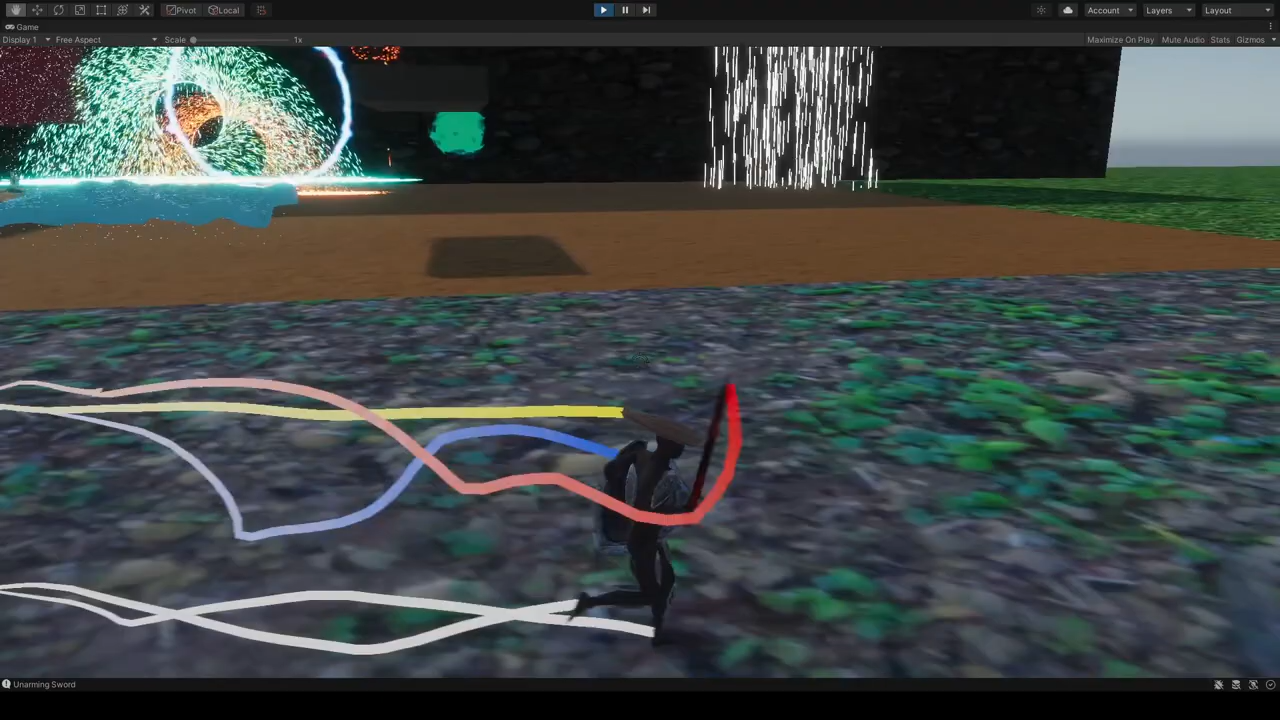 Pivot Local Account Layers Layout
Game
Display 1 Free Aspect Scale 1x Maximize On Play Mute Audio Stats Gizmos
Unarming Sword